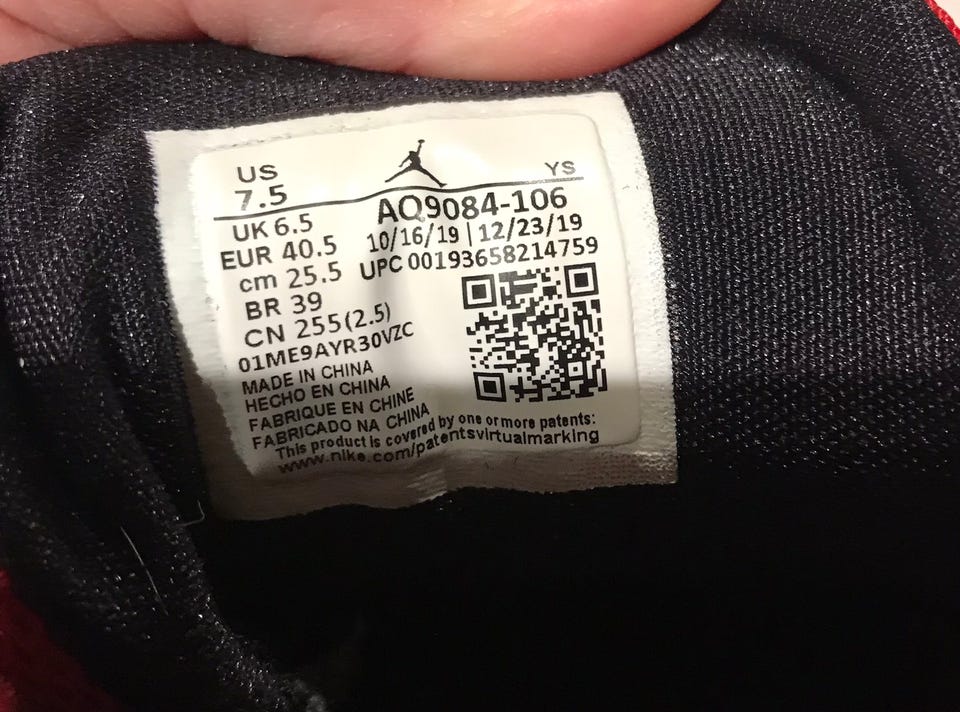 US YS
7.5
UK 6.5 AQ9084-106
EUR 40.5 10/16/19 | 12/23/19
cm 25.5 UPC 00193658214759
BR 39
CN 255(2.5)
01ME9AYR30VZC
MADE IN CHINA
HECHO EN CHINA
FABRIQUE EN CHINE
FABRICADO NA CHINA
This product is covered by one or more patents:
www.nike.com/patentsvirtualmarking